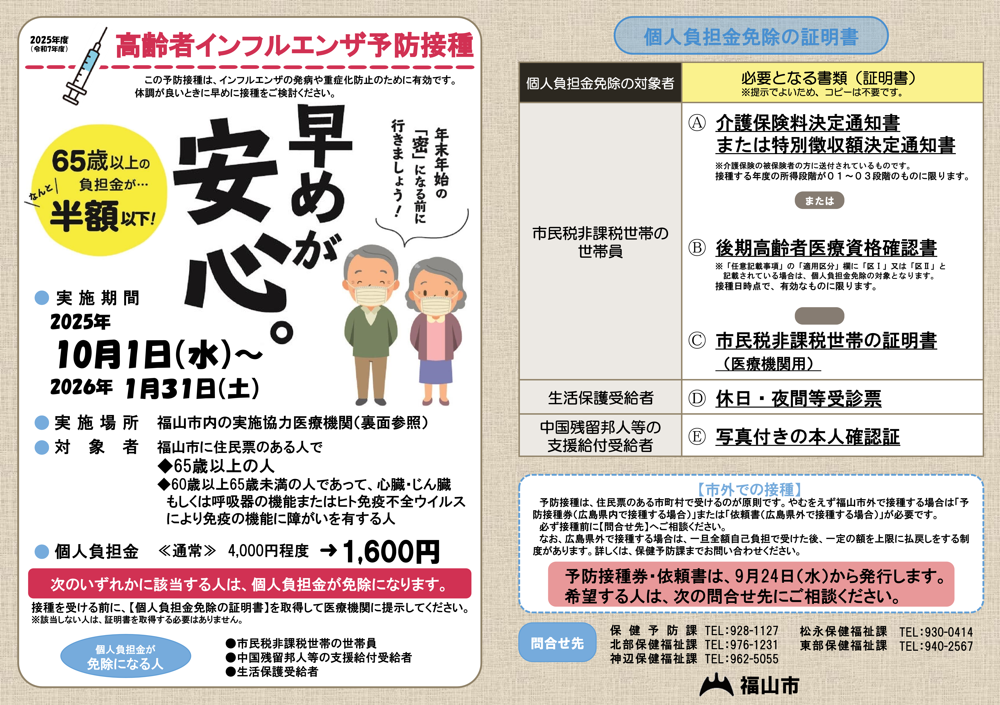 2025年度
（令和7年度）
高齢者インフルエンザ予防接種
この予防接種は、インフルエンザの発病や重症化防止のために有効です。
体調が良いときに早めに接種をご検討ください。
65歳以上の
負担金が…
なんと
半額以下！
早めが
安心。
年末年始の
「密」になる前に
行きましょう！
●実施期間
2025年
10月1日（水）～
2026年 1月31日（土）
●実施場所 福山市内の実施協力医療機関（裏面参照）
●対象者 福山市に住民票のある人で
◆65歳以上の人
◆60歳以上65歳未満の人であって、心臓・じん臓
もしくは呼吸器の機能またはヒト免疫不全ウイルス
により免疫の機能に障がいを有する人
●個人負担金 ≪通常≫ 4,000円程度 ➜1,600円
次のいずれかに該当する人は、個人負担金が免除になります。
接種を受ける前に、【個人負担金免除の証明書】を取得して医療機関に提示してください。
※該当しない人は、証明書を取得する必要はありません。
個人負担金が
免除になる人
●市民税非課税世帯の世帯員
●中国残留邦人等の支援給付受給者
●生活保護受給者
個人負担金免除の証明書
個人負担金免除の対象者
必要となる書類（証明書）
※提示でよいため、コピーは不要です。
市民税非課税世帯の
世帯員
Ⓐ 介護保険料決定通知書
または特別徴収額決定通知書
※介護保険の被保険者の方に送付されているものです。
接種する年度の所得段階が０１～０３段階のものに限ります。
または
Ⓑ 後期高齢者医療資格確認書
※「任意記載事項」の「適用区分」欄に「区Ⅰ」又は「区Ⅱ」と
記載されている場合は、個人負担金免除の対象となります。
接種日時点で、有効なものに限ります。
Ⓒ 市民税非課税世帯の証明書
（医療機関用）
生活保護受給者
Ⓓ 休日・夜間等受診票
中国残留邦人等の
支援給付受給者
Ⓔ 写真付きの本人確認証
【市外での接種】
予防接種は、住民票のある市町村で受けるのが原則です。やむをえず福山市外で接種する場合は「予
防接種券（広島県内で接種する場合）」または「依頼書（広島県外で接種する場合）」が必要です。
必ず接種前に【問合せ先】へご相談ください。
なお、広島県外で接種する場合は、一旦全額自己負担で受けた後、一定の額を上限に払戻しをする制
度があります。詳しくは、保健予防課までお問い合わせください。
予防接種券・依頼書は、9月24日（水）から発行します。
希望する人は、次の問合せ先にご相談ください。
問合せ先
保健予防課 TEL：928-1127
北部保健福祉課 TEL：976-1231
神辺保健福祉課 TEL：962-5055
松永保健福祉課 TEL：930-0414
東部保健福祉課 TEL：940-2567
福山市